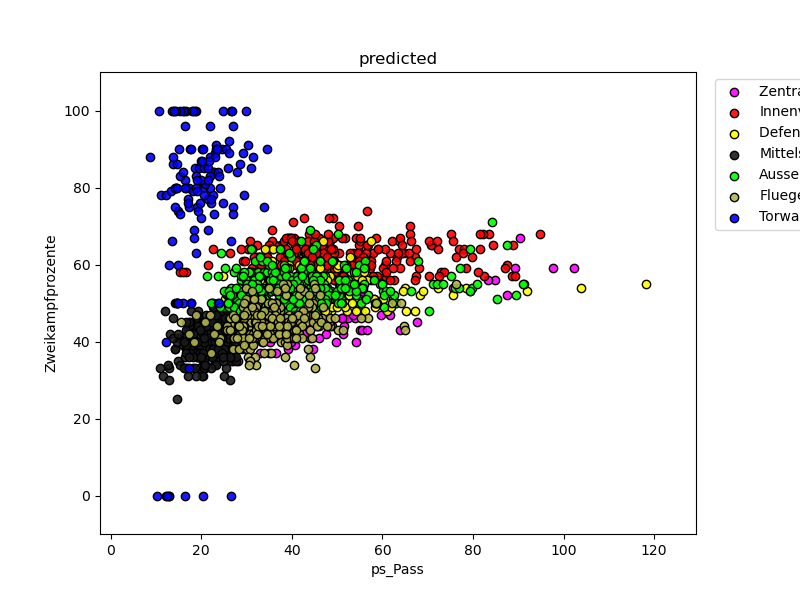 predicted
100
80
60
40
20
0
Zweikampfprozente
0 20 40 60 80 100 120
ps_Pass
Zentra
Innenv
Defen
Mittels
Ausse
Fluege
Torwa